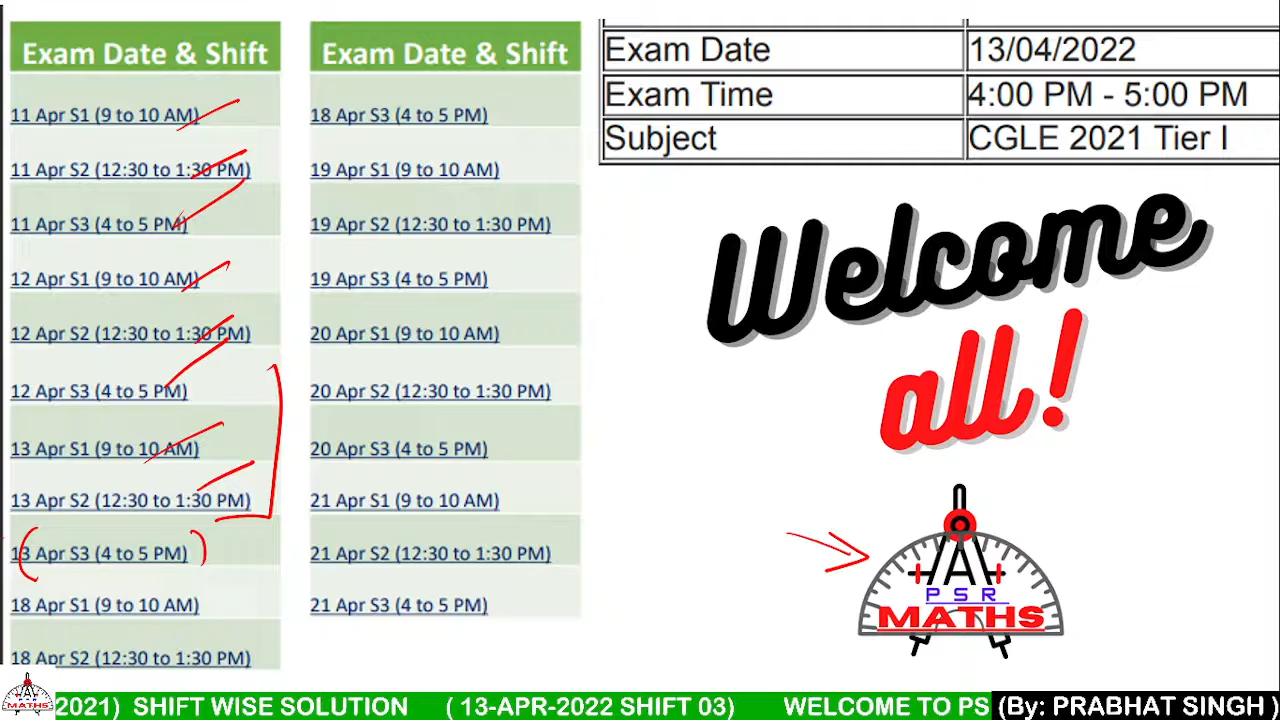 Exam Date & Shift
11 Apr S1 (9 to 10 AM)
11 Apr S2 (12:30 to 1:30 PM)
11 Apr S3 (4 to 5 PM)
12 Apr S1 (9 to 10 AM)
12 Apr S2 (12:30 to 1:30 PM)
12 Apr S3 (4 to 5 PM)
13 Apr S1 (9 to 10 AM)
13 Apr S2 (12:30 to 1:30 PM)
13 Apr S3 (4 to 5 PM)
18 Apr S1 (9 to 10 AM)
18 Apr S2 (12:30 to 1:30 PM)
Exam Date & Shift
18 Apr S3 (4 to 5 PM)
19 Apr S1 (9 to 10 AM)
19 Apr S2 (12:30 to 1:30 PM)
19 Apr S3 (4 to 5 PM)
20 Apr S1 (9 to 10 AM)
20 Apr S2 (12:30 to 1:30 PM)
20 Apr S3 (4 to 5 PM)
21 Apr S1 (9 to 10 AM)
21 Apr S2 (12:30 to 1:30 PM)
21 Apr S3 (4 to 5 PM)
Exam Date 13/04/2022
Exam Time 4:00 PM - 5:00 PM
Subject CGLE 2021 Tier I
Welcome
all!
PSR
MATHS
MATHS
2021) SHIFT WISE SOLUTION ( 13-APR-2022 SHIFT 03) WELCOME TO PS (By: PRABHAT SINGH )